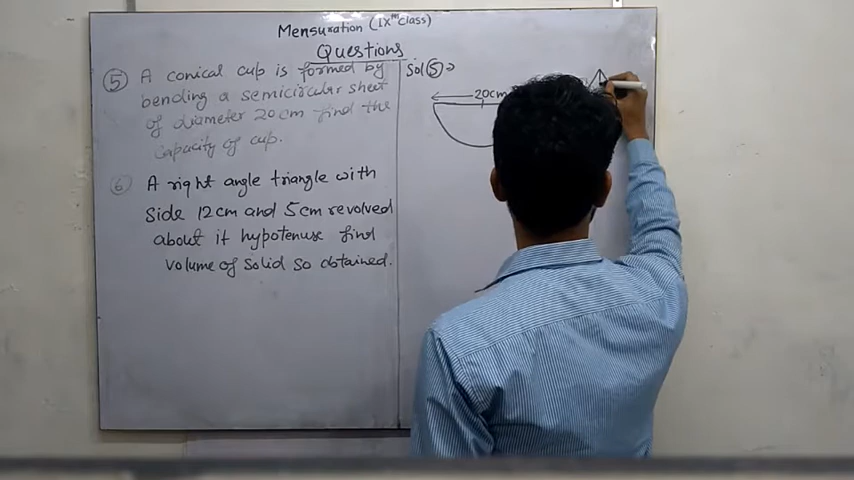 Mensuration (IXth class)
Questions
5 A conical cup is formed by
bending a semicircular sheet
of diameter 20cm find the
capacity of cup.
6 A right angle triangle with
Side 12cm and 5cm revolved
about it hypotenuse find
volume of Solid so obtained.
Sol 5 ⇒
20cm